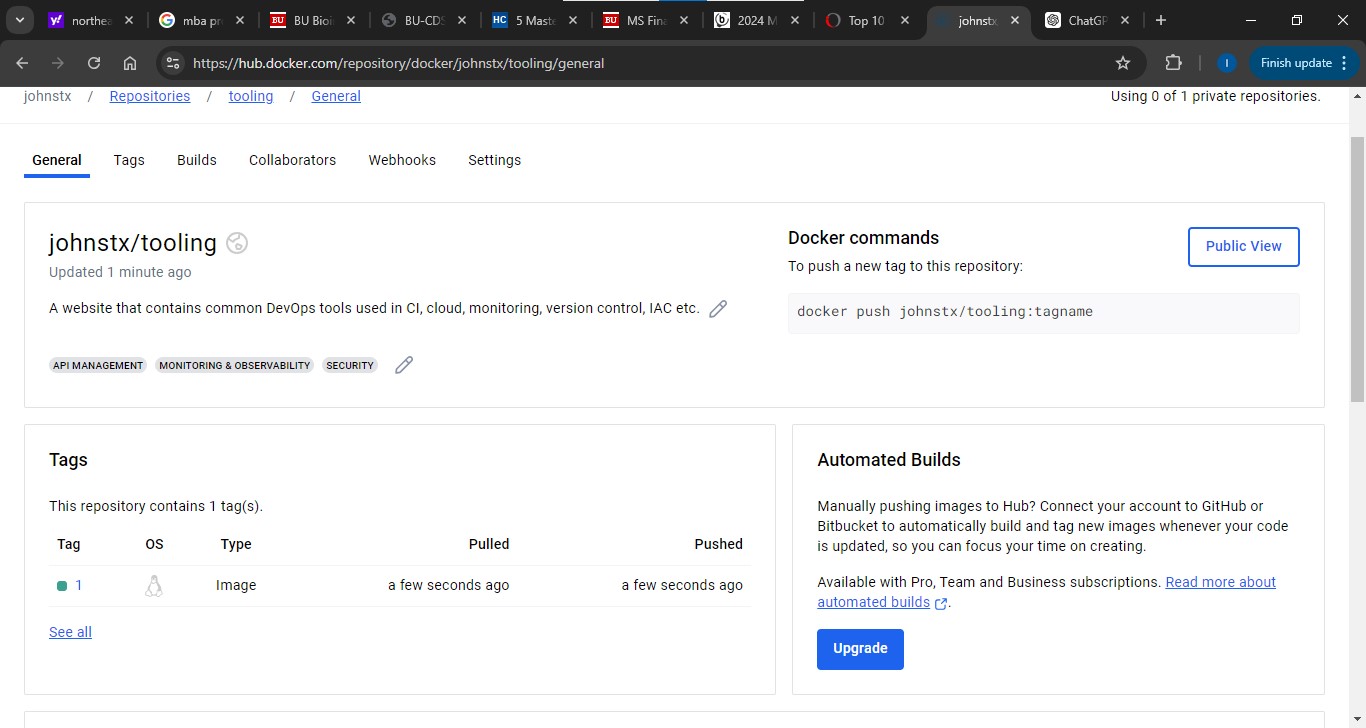 northea
mba pr
BU
BU Bioi
BU-CDS
HC
5 Maste
BU
MS Fina
2024 M
Top 10
johnstx
ChatGP
https://hub.docker.com/repository/docker/johnstx/tooling/general
I
Finish update
johnstx / Repositories / tooling / General
Using 0 of 1 private repositories.
General Tags Builds Collaborators Webhooks Settings
johnstx/tooling
Updated 1 minute ago
A website that contains common DevOps tools used in CI, cloud, monitoring, version control, IAC etc.
API MANAGEMENT MONITORING & OBSERVABILITY SECURITY
Docker commands
Public View
To push a new tag to this repository:
docker push johnstx/tooling:tagname
Tags
This repository contains 1 tag(s).
Tag OS Type Pulled Pushed
1 Image a few seconds ago a few seconds ago
See all
Automated Builds
Manually pushing images to Hub? Connect your account to GitHub or
Bitbucket to automatically build and tag new images whenever your code
is updated, so you can focus your time on creating.
Available with Pro, Team and Business subscriptions. Read more about
automated builds .
Upgrade